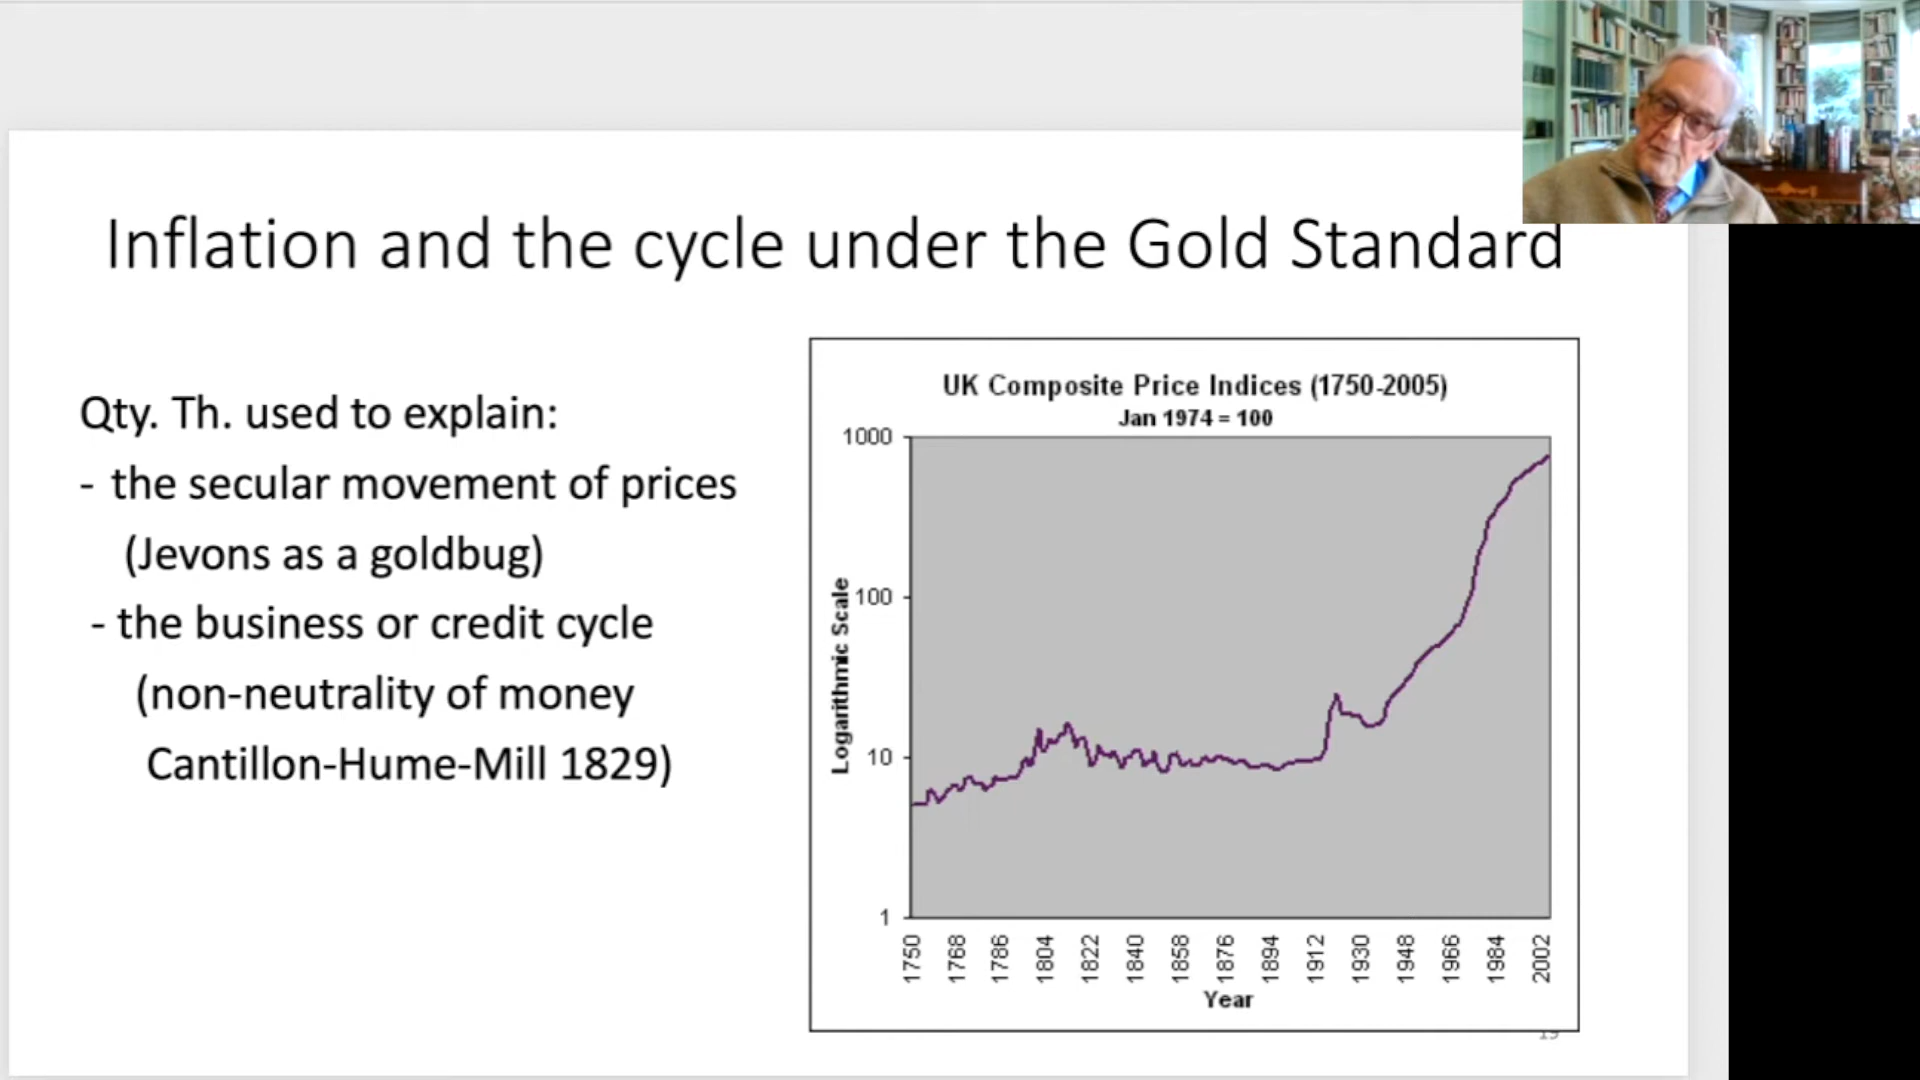 Inflation and the cycle under the Gold Standard
Qty. Th. used to explain:
- the secular movement of prices
(Jevons as a goldbug)
- the business or credit cycle
(non-neutrality of money
Cantillon-Hume-Mill 1829)
UK Composite Price Indices (1750-2005)
Jan 1974 = 100
Logarithmic Scale
1000
100
10
1
1750 1768 1786 1804 1822 1840 1858 1876 1894 1912 1930 1948 1966 1984 2002
Year
19